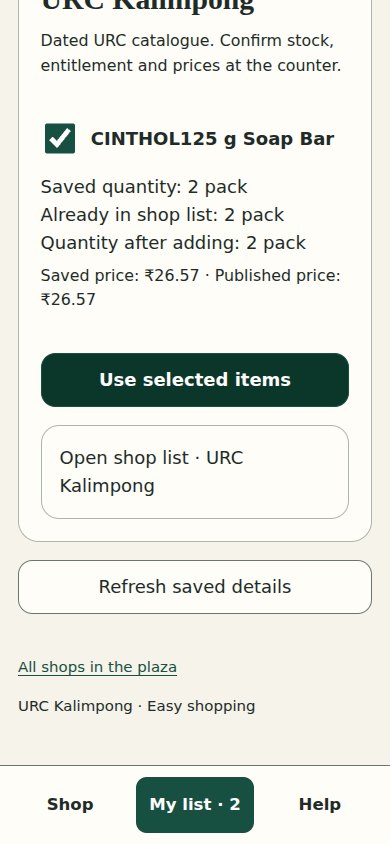 URC Kalimpong
Dated URC catalogue. Confirm stock,
entitlement and prices at the counter.
CINTHOL125 g Soap Bar
Saved quantity: 2 pack
Already in shop list: 2 pack
Quantity after adding: 2 pack
Saved price: ₹26.57 · Published price:
₹26.57
Use selected items
Open shop list · URC
Kalimpong
Refresh saved details
All shops in the plaza
URC Kalimpong · Easy shopping
Shop
My list · 2
Help